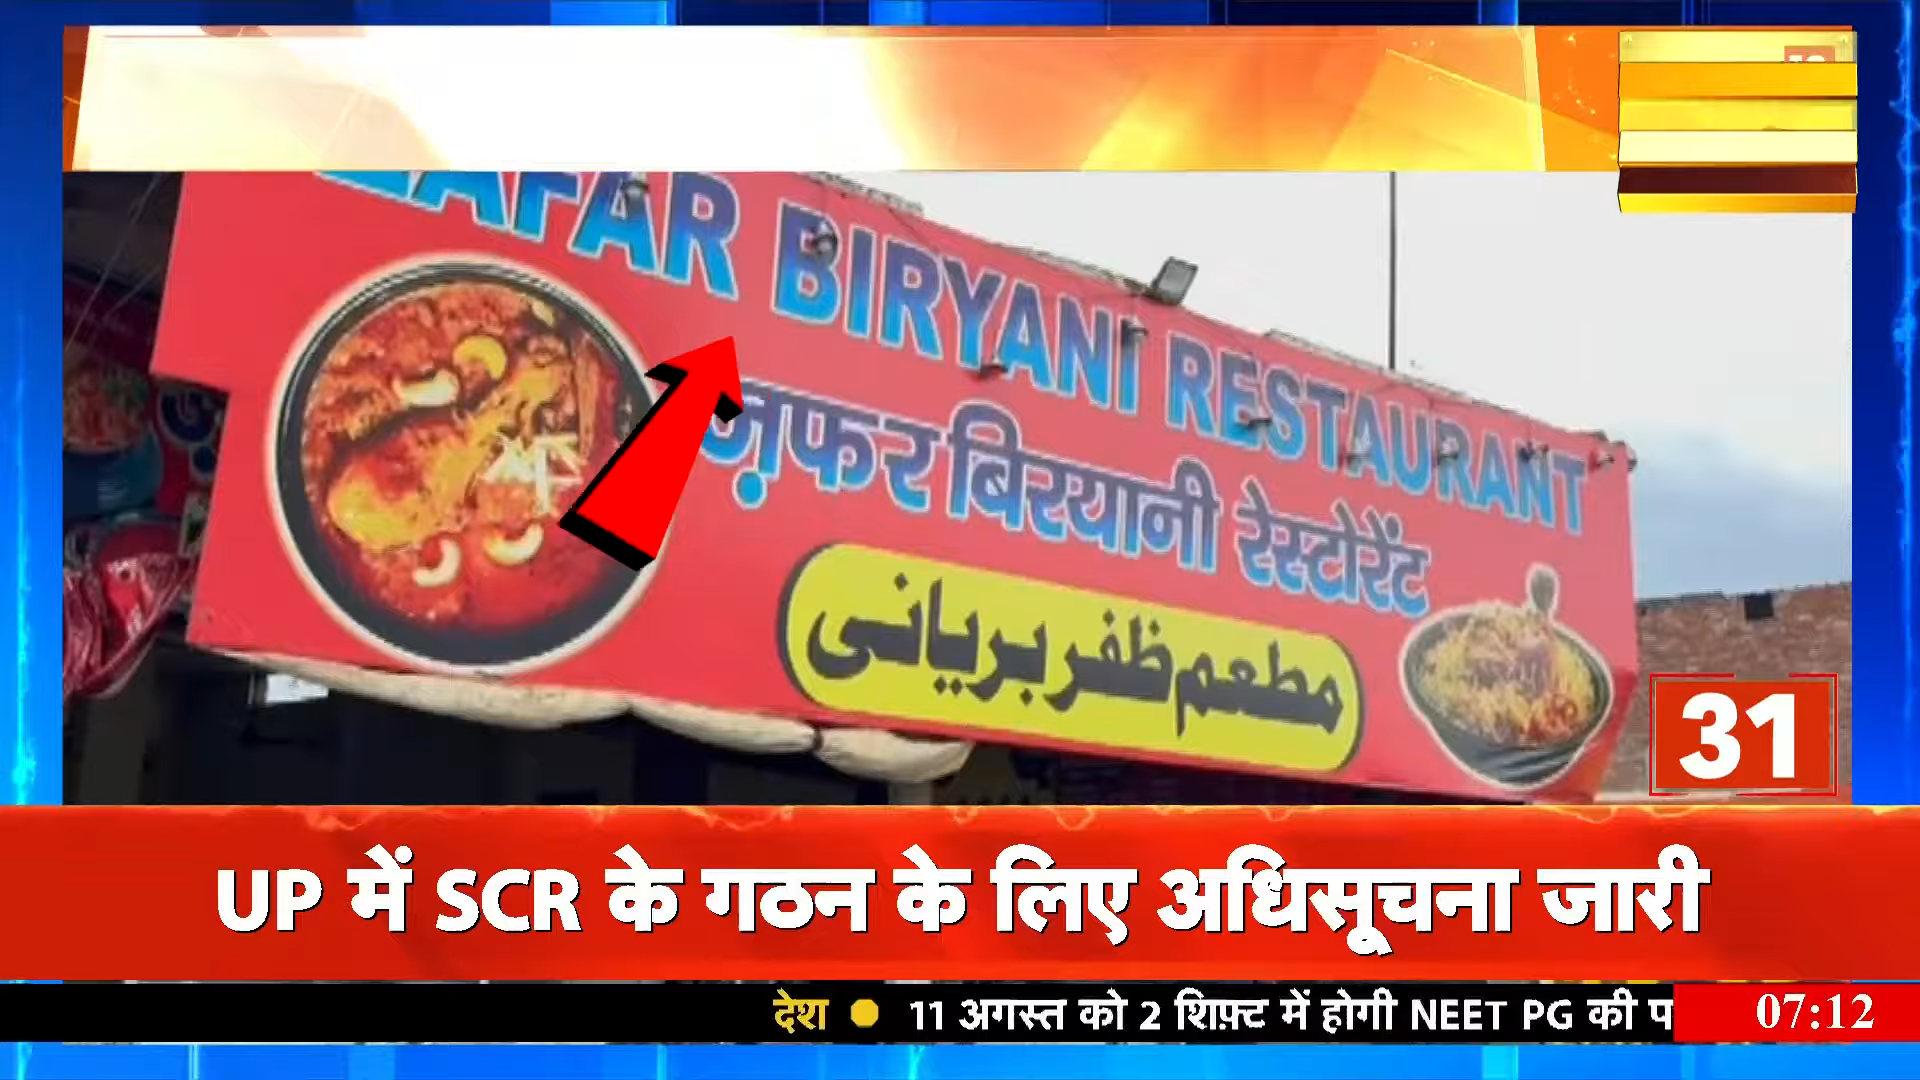 ZAFAR BIRYANI RESTAURANT
ज़फर बिरयानी रेस्टोरेंट
مطعم ظفر بریانی
31
UP में SCR के गठन के लिए अधिसूचना जारी
देश
11 अगस्त को 2 शिफ़्ट में होगी NEET PG की प
07:12